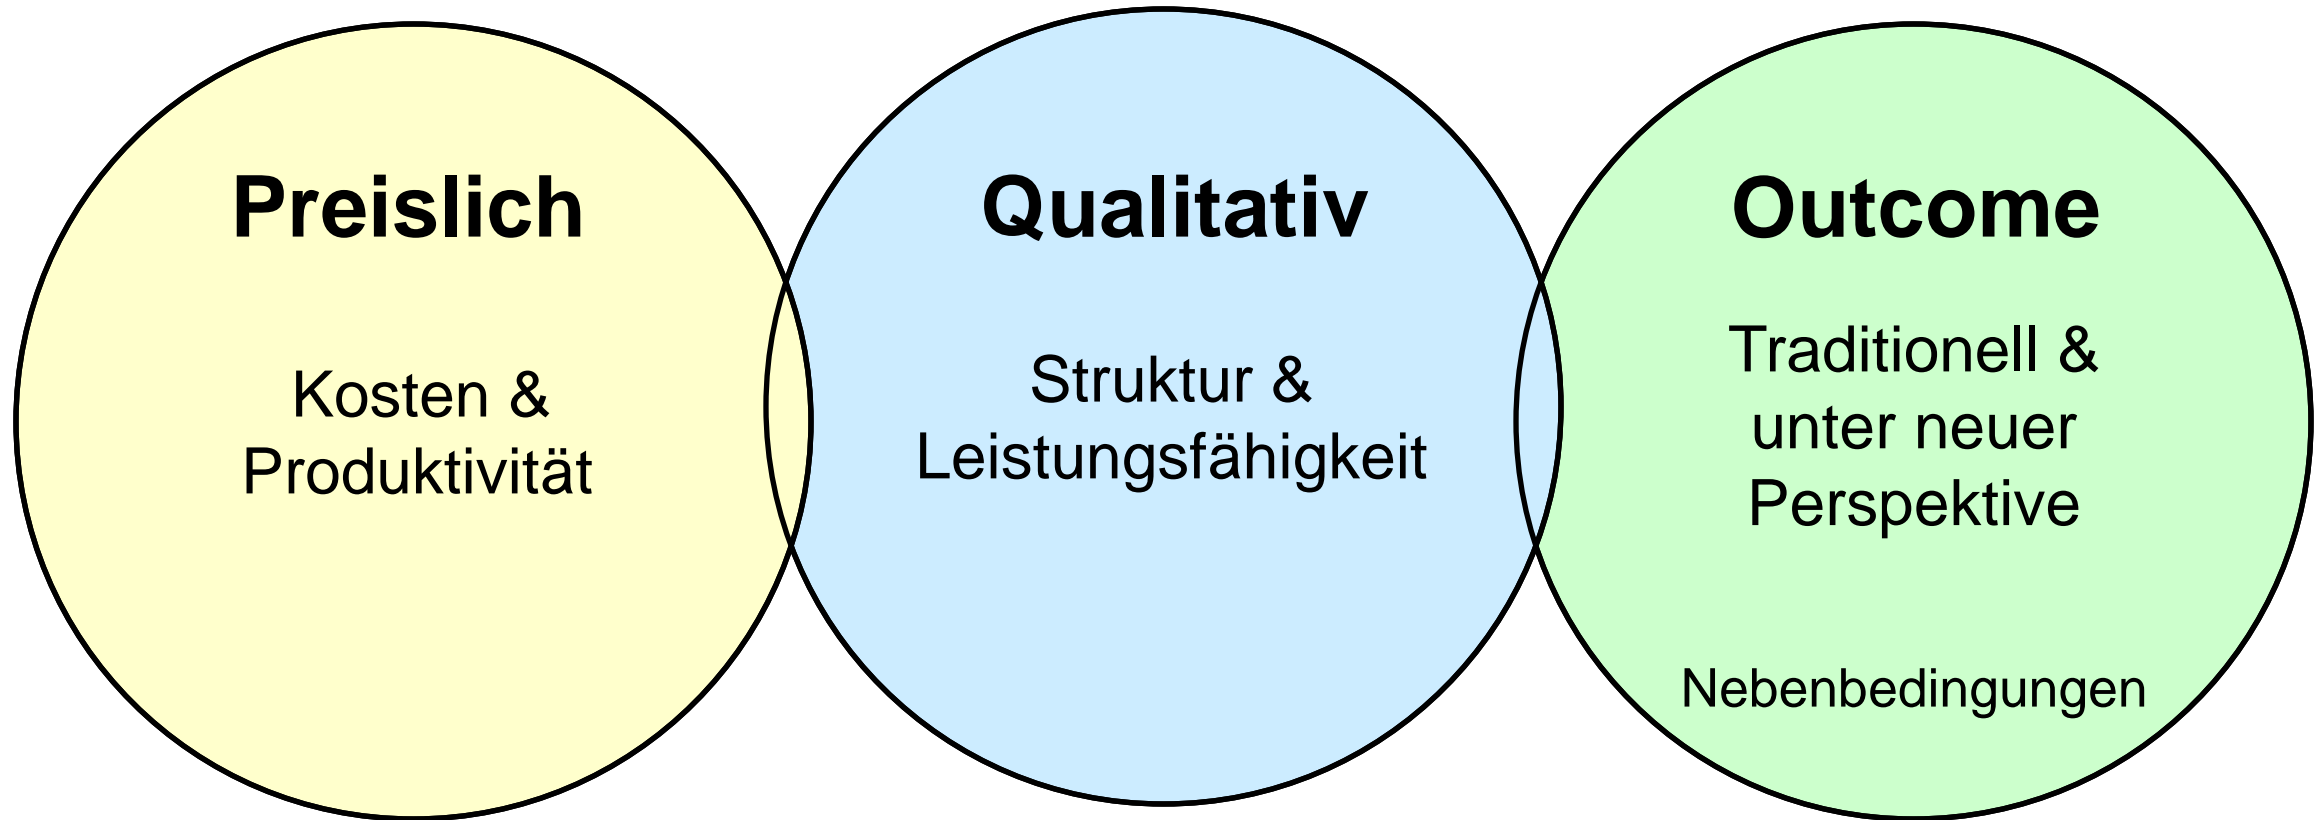 Preislich
Kosten &
Produktivität
Qualitativ
Struktur &
Leistungsfähigkeit
Outcome
Traditionell &
unter neuer
Perspektive
Nebenbedingungen